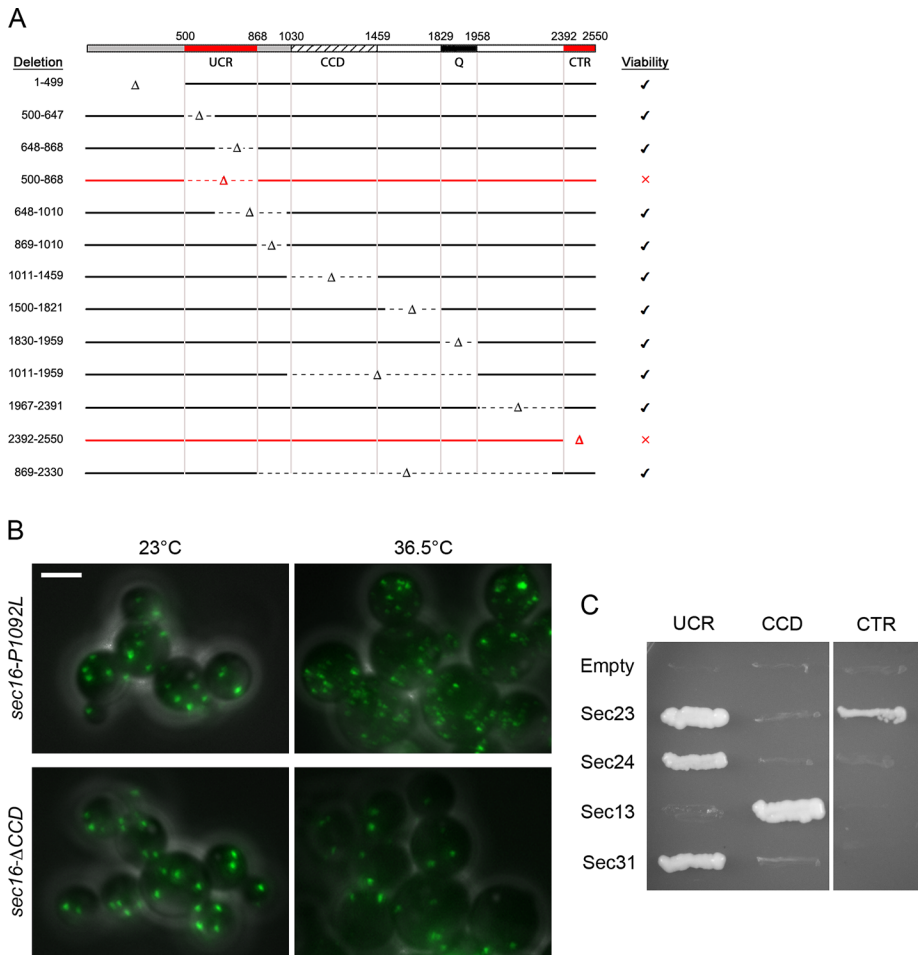 A
500 868 1030 1459 1829 1958 2392 2550
Deletion UCR CCD Q CTR Viability
1-499 Δ ✓
500-647 Δ ✓
648-868 Δ ✓
500-868 Δ ×
648-1010 Δ ✓
869-1010 Δ ✓
1011-1459 Δ ✓
1500-1821 Δ ✓
1830-1959 Δ ✓
1011-1959 Δ ✓
1967-2391 Δ ✓
2392-2550 Δ ×
869-2330 Δ ✓
B
23°C 36.5°C
sec16-P1092L
sec16-ΔCCD
C
UCR CCD CTR
Empty
Sec23
Sec24
Sec13
Sec31